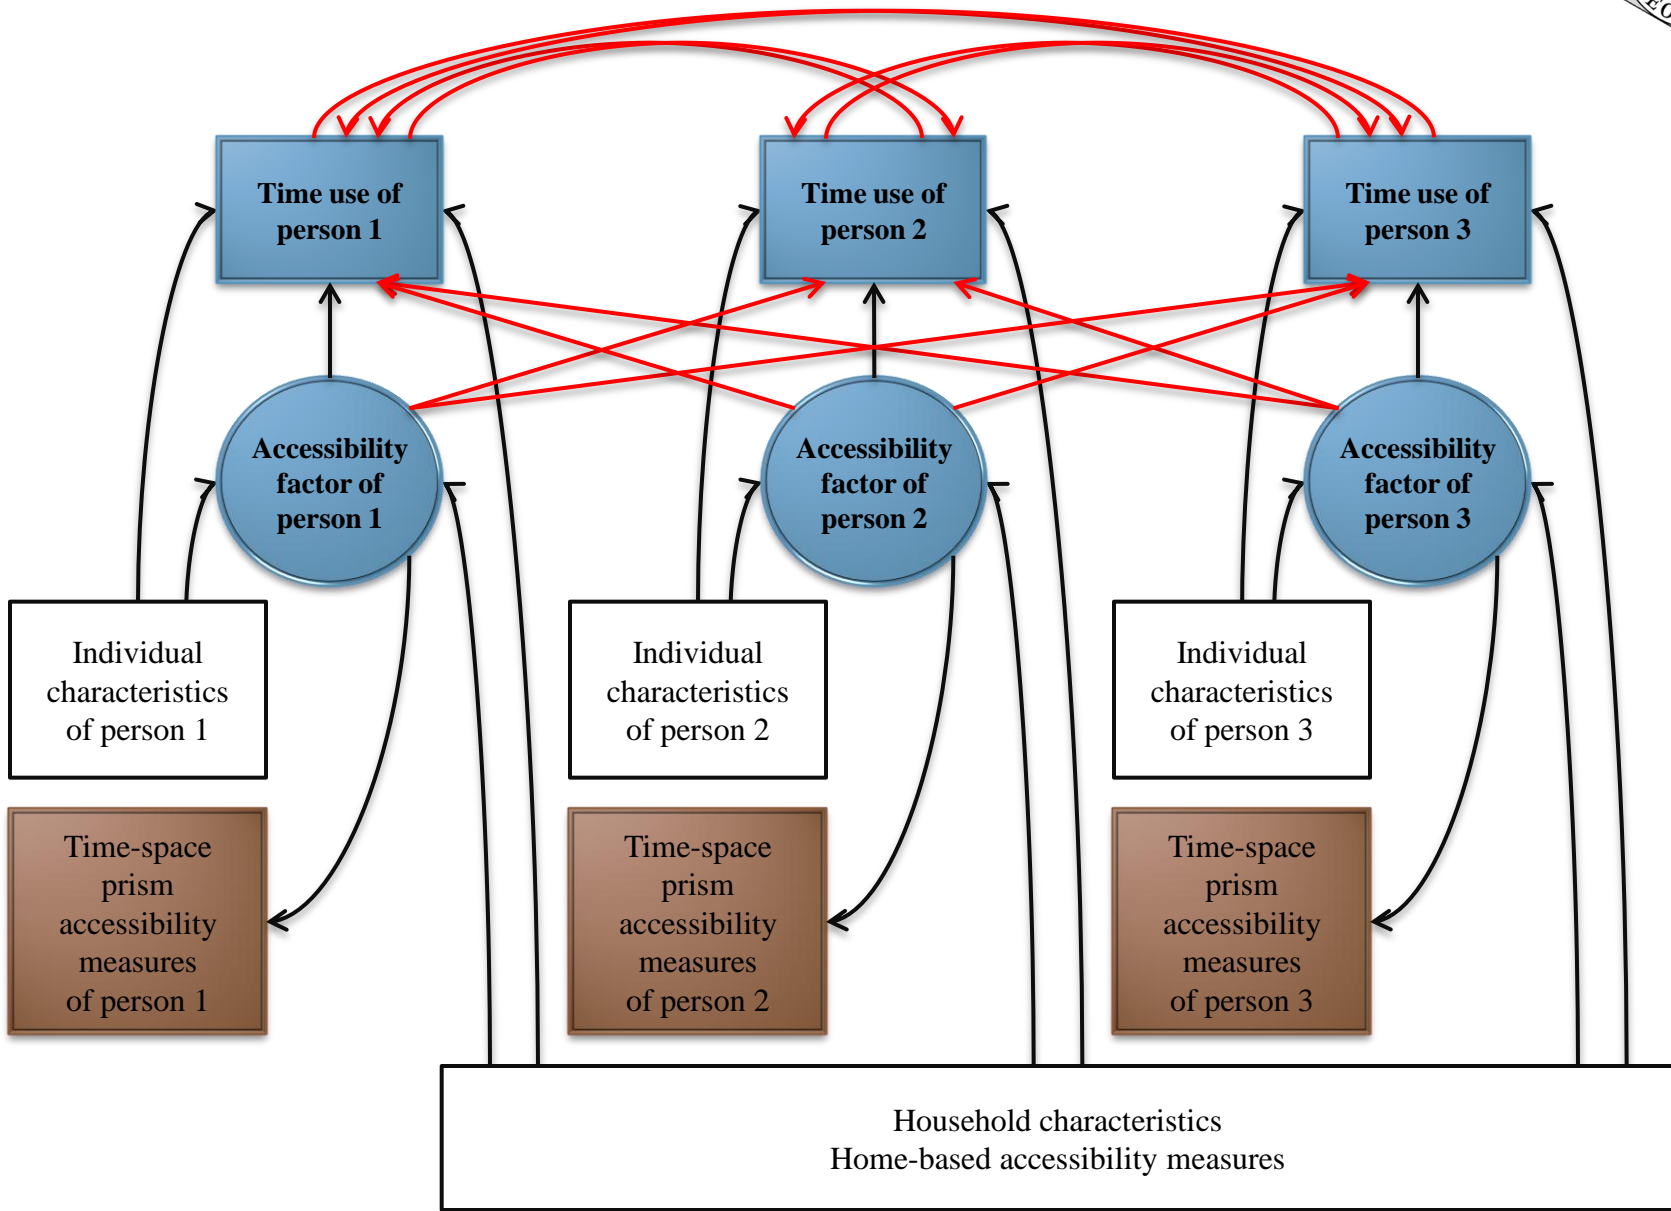 Time use of
person 1
Time use of
person 2
Time use of
person 3
Accessibility
factor of
person 1
Accessibility
factor of
person 2
Accessibility
factor of
person 3
Individual
characteristics
of person 1
Individual
characteristics
of person 2
Individual
characteristics
of person 3
Time-space
prism
accessibility
measures
of person 1
Time-space
prism
accessibility
measures
of person 2
Time-space
prism
accessibility
measures
of person 3
Household characteristics
Home-based accessibility measures